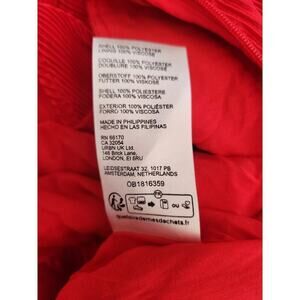 SHELL 100% POLYESTER
LINING 100% VISCOSE
COQUILLE 100% POLYESTER
DOUBLURE 100% VISCOSE
OBERSTOFF 100% POLYESTER
FUTTER 100% VISKOSE
SHELL 100% POLIESTERE
FODERA 100% VISCOSA
EXTERIOR 100% POLIÉSTER
FORRO 100% VISCOSA
MADE IN PHILIPPINES
HECHO EN LAS FILIPINAS
RN 66170
CA 32054
URBN UK Ltd.
146 Brick Lane,
LONDON, E1 6RU
LEIDSESTRAAT 32, 1017 PB
AMSTERDAM, NETHERLANDS
OB1816359
FR
OU
quefairedemesdechets.fr